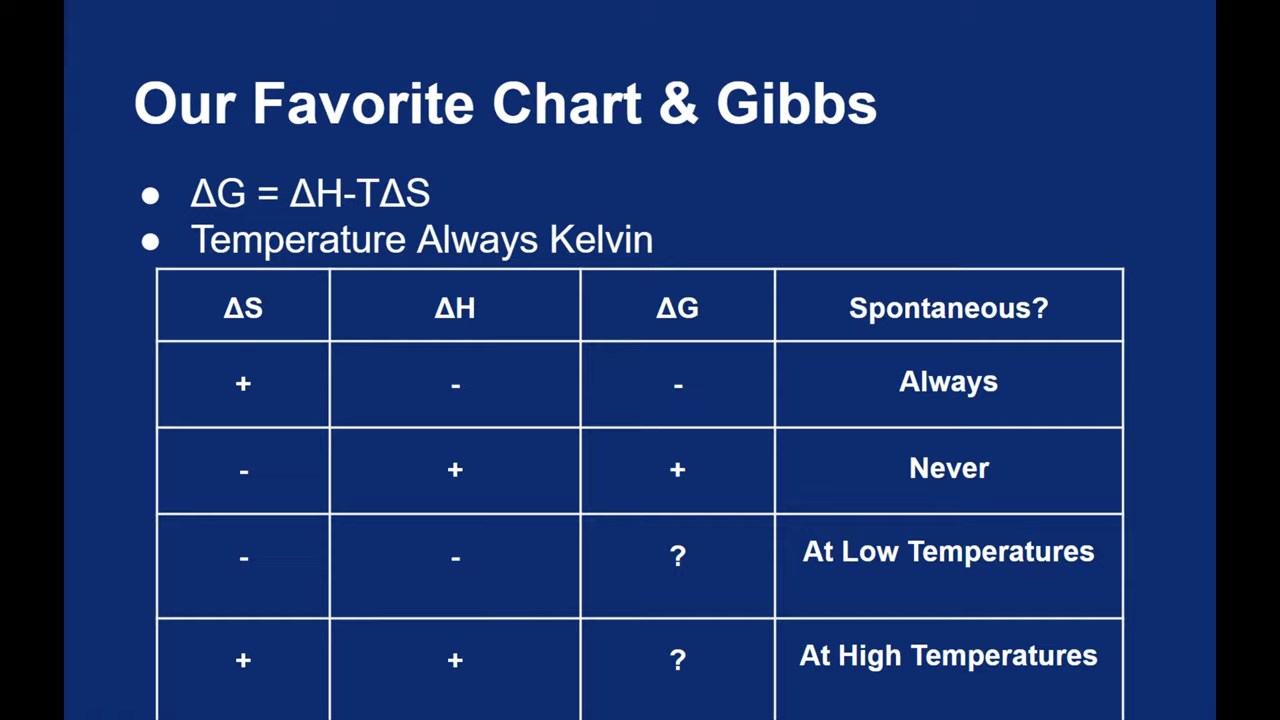 Our Favorite Chart & Gibbs
● ΔG = ΔH-TΔS
● Temperature Always Kelvin
ΔS ΔH ΔG Spontaneous?
+ - - Always
- + + Never
- - ? At Low Temperatures
+ + ? At High Temperatures